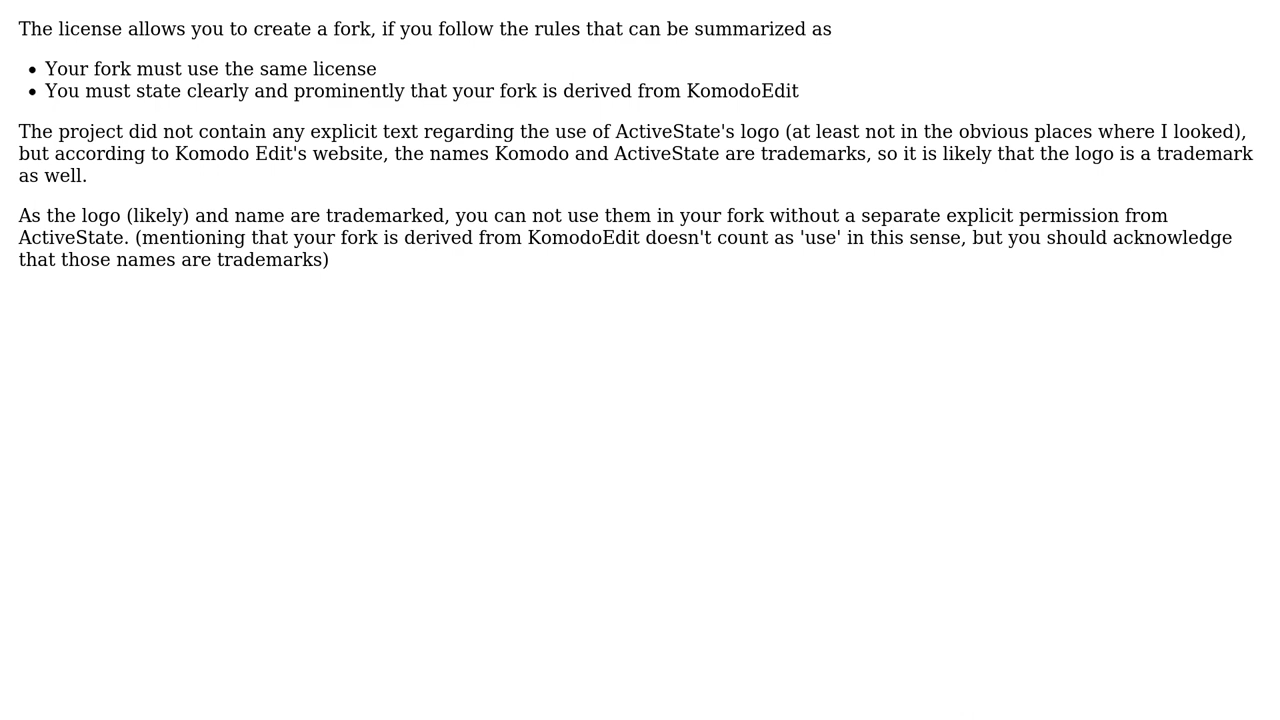 The license allows you to create a fork, if you follow the rules that can be summarized as
• Your fork must use the same license
• You must state clearly and prominently that your fork is derived from KomodoEdit
The project did not contain any explicit text regarding the use of ActiveState's logo (at least not in the obvious places where I looked),
but according to Komodo Edit's website, the names Komodo and ActiveState are trademarks, so it is likely that the logo is a trademark
as well.
As the logo (likely) and name are trademarked, you can not use them in your fork without a separate explicit permission from
ActiveState. (mentioning that your fork is derived from KomodoEdit doesn't count as 'use' in this sense, but you should acknowledge
that those names are trademarks)